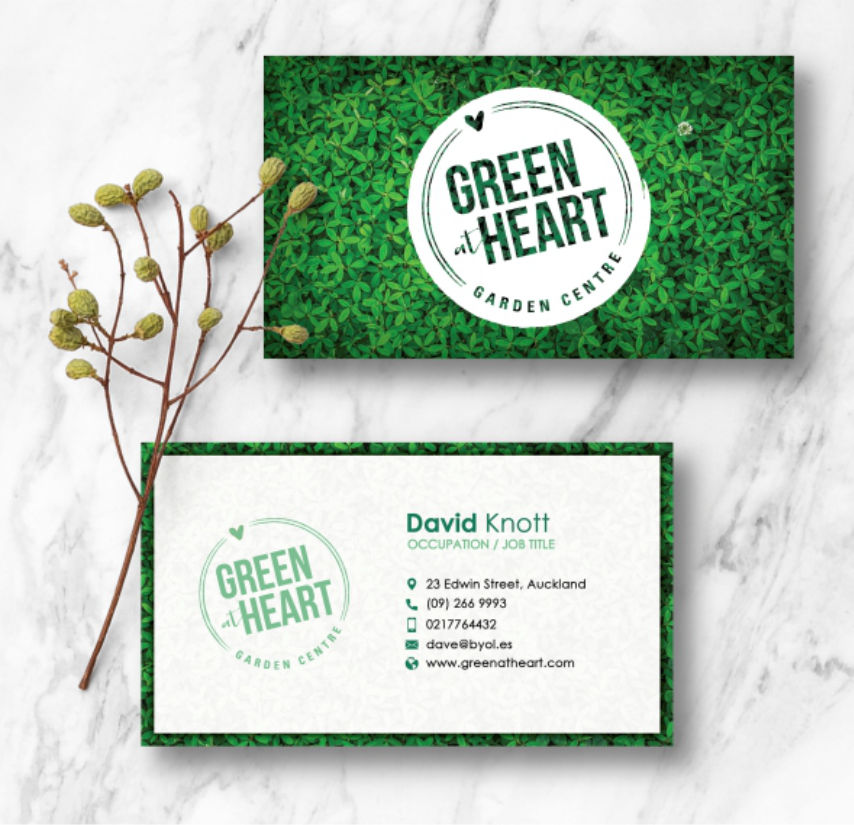 GREEN
at HEART
GARDEN CENTRE
GREEN
at HEART
GARDEN CENTRE
David Knott
OCCUPATION / JOB TITLE
23 Edwin Street, Auckland
(09) 266 9993
0217764432
dave@byol.es
www.greenatheart.com